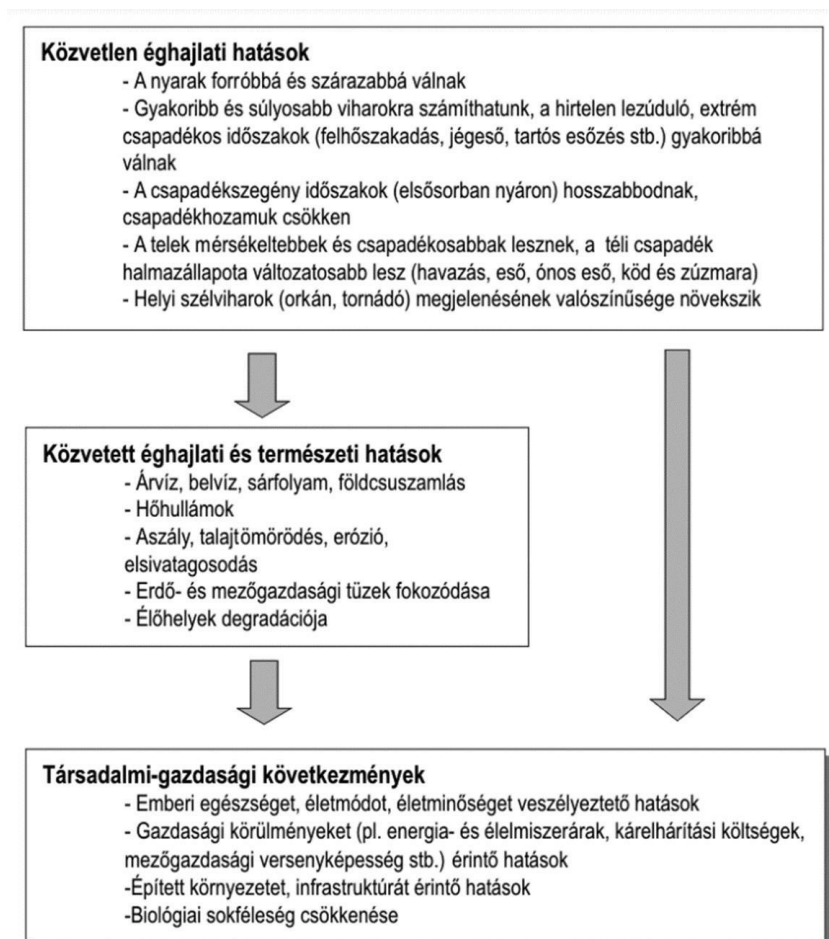 Közvetlen éghajlati hatások
- A nyarak forróbbá és szárazabbá válnak
- Gyakoribb és súlyosabb viharokra számíthatunk, a hirtelen lezúduló, extrém
csapadékos időszakok (felhőszakadás, jégeső, tartós esőzés stb.) gyakoribbá
válnak
- A csapadékszegény időszakok (elsősorban nyáron) hosszabbodnak,
csapadékhozamuk csökken
- A telek mérsékeltebbek és csapadékosabbak lesznek, a téli csapadék
halmazállapota változatosabb lesz (havazás, eső, ónos eső, köd és zúzmara)
- Helyi szélviharok (orkán, tornádó) megjelenésének valószínűsége növekszik
Közvetett éghajlati és természeti hatások
- Árvíz, belvíz, sárfolyam, földcsuszamlás
- Hőhullámok
- Aszály, talajtömörödés, erózió,
elsivatagosodás
- Erdő- és mezőgazdasági tüzek fokozódása
- Élőhelyek degradációja
Társadalmi-gazdasági következmények
- Emberi egészséget, életmódot, életminőséget veszélyeztető hatások
- Gazdasági körülményeket (pl. energia- és élelmiszerárak, kárelhárítási költségek,
mezőgazdasági versenyképesség stb.) érintő hatások
-Épített környezetet, infrastruktúrát érintő hatások
-Biológiai sokféleség csökkenése